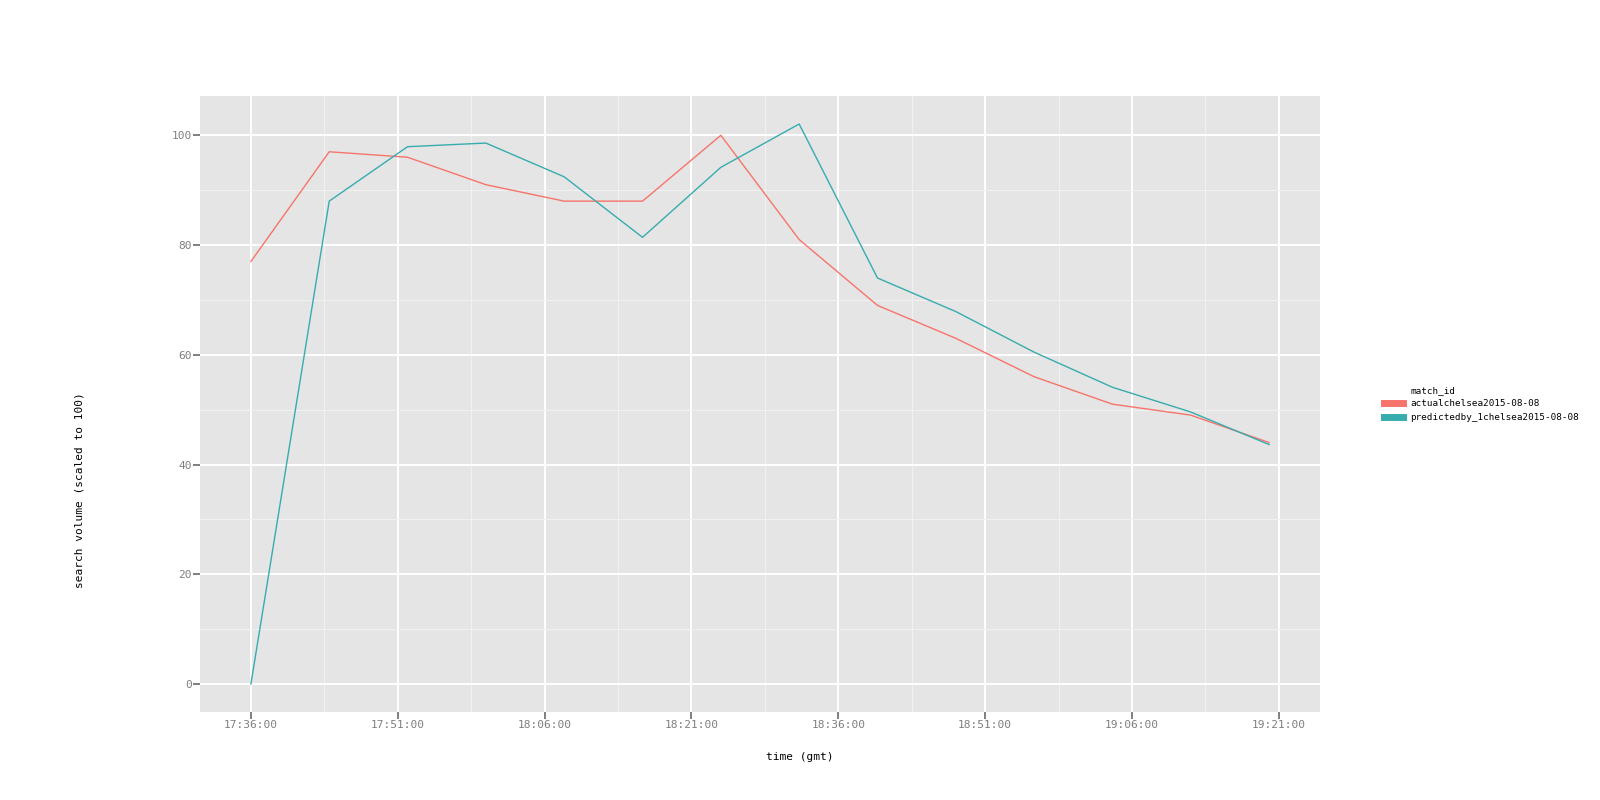 100
80
60
40
20
0
search volume (scaled to 100)
17:36:00 17:51:00 18:06:00 18:21:00 18:36:00 18:51:00 19:06:00 19:21:00
time (gmt)
match_id
actualchelsea2015-08-08
predictedby_1chelsea2015-08-08